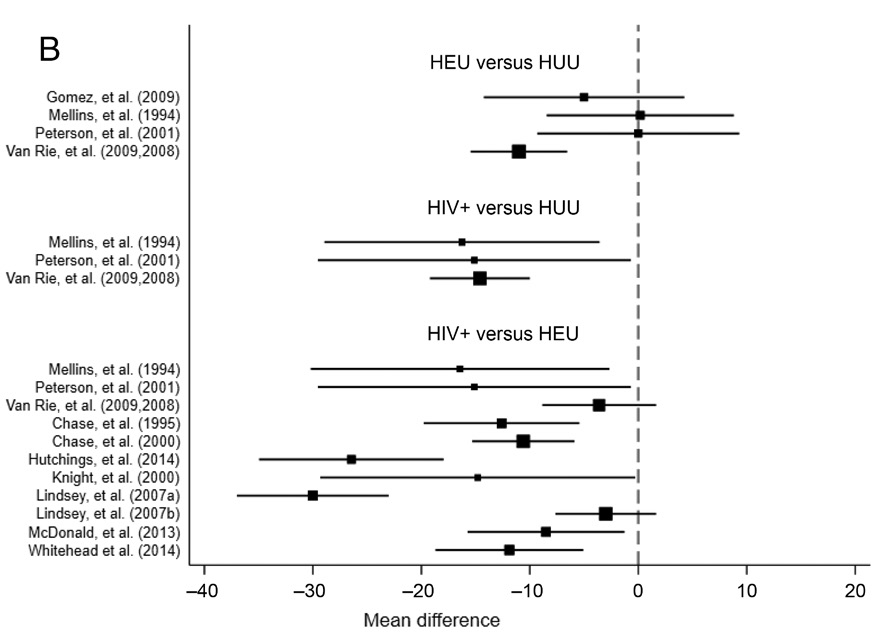 B
HEU versus HUU
Gomez, et al. (2009)
Mellins, et al. (1994)
Peterson, et al. (2001)
Van Rie, et al. (2009,2008)
HIV+ versus HUU
Mellins, et al. (1994)
Peterson, et al. (2001)
Van Rie, et al. (2009,2008)
HIV+ versus HEU
Mellins, et al. (1994)
Peterson, et al. (2001)
Van Rie, et al. (2009,2008)
Chase, et al. (1995)
Chase, et al. (2000)
Hutchings, et al. (2014)
Knight, et al. (2000)
Lindsey, et al. (2007a)
Lindsey, et al. (2007b)
McDonald, et al. (2013)
Whitehead et al. (2014)
–40 –30 –20 –10 0 10 20
Mean difference